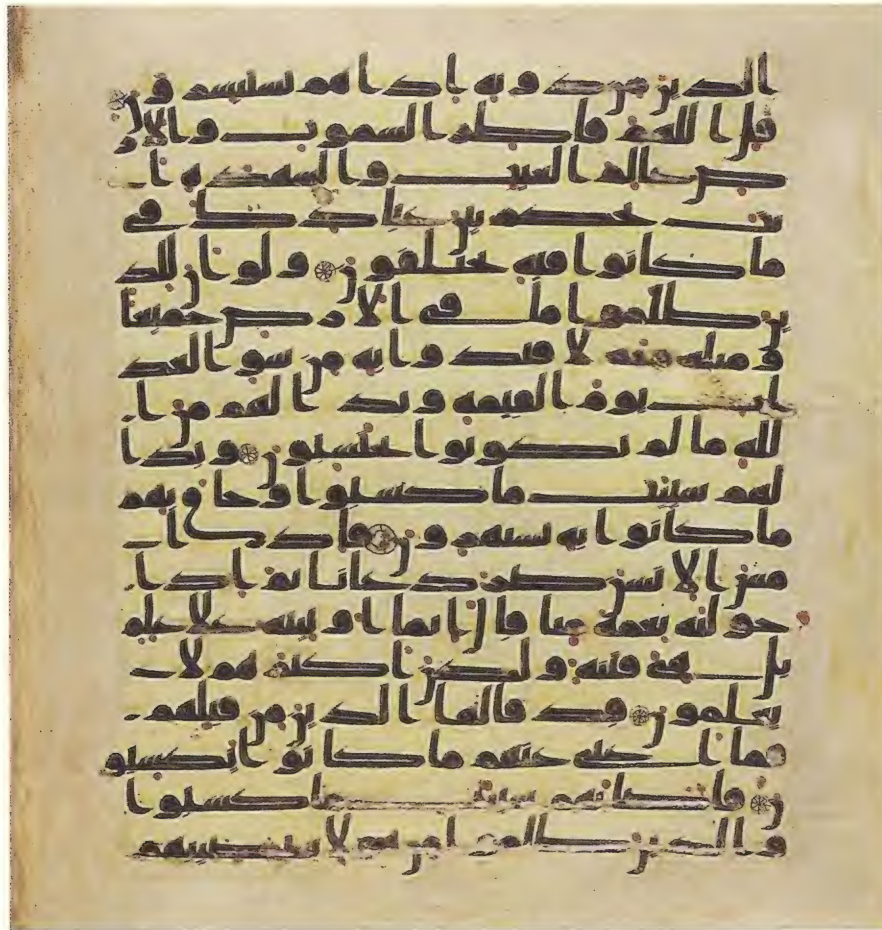 الذين من دونه اذا هم يستبشرون
قل اللهم فاطر السموت والار
ض علم الغيب والشهدة ا
نت تحكم بين عبادك في
ما كانوا فيه يختلفون ولو ان للذ
ين ظلموا ما في الارض جميعا
ومثله معه لافتدوا به من سو العذ
اب يوم القيمة وبدا لهم من ا
لله ما لم يكونوا يحتسبون وبدا
لهم سيت ما كسبوا وحاق بهم
ما كانوا به يستهزون فاذا
مس الانسن ضر دعانا ثم اذا
خولنه نعمة منا قال انما اوتيته على علم
بل هي فتنة ولكن اكثرهم لا
يعلمون قد قالها الذين من قبلهم
فما اغنى عنهم ما كانوا يكسبو
ن فاصابهم سيت ما كسبوا
والذين ظلموا من هولا سيصيبهم